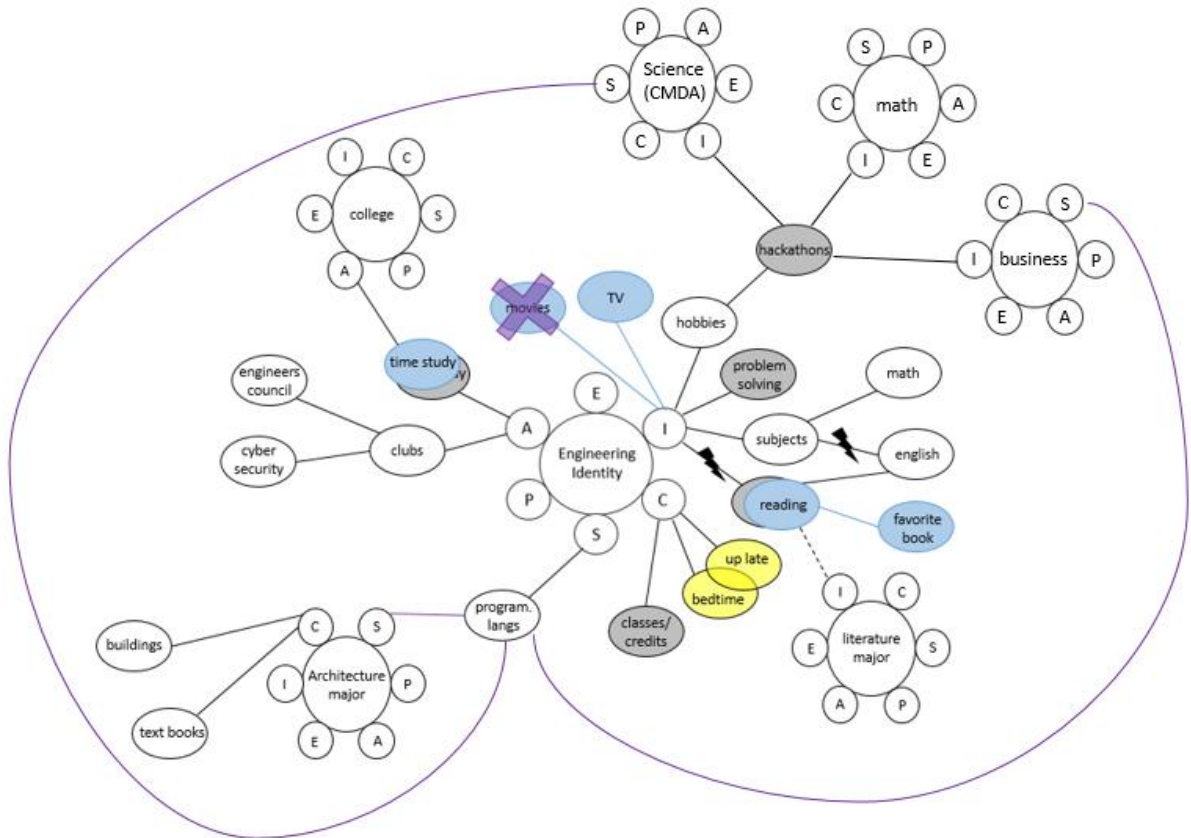 P
A
S
Science
(CMDA)
E
C
I
S
P
C
math
A
I
E
I
C
E
college
S
A
P
C
S
I
business
P
E
A
hackathons
movies
TV
hobbies
time study
y
engineers
council
clubs
cyber
security
problem
solving
math
subjects
english
reading
favorite
book
E
A
I
Engineering
Identity
P
C
S
up late
bedtime
classes/
credits
program.
langs
buildings
text books
C
S
I
Architecture
major
P
E
A
I
C
E
literature
major
S
A
P